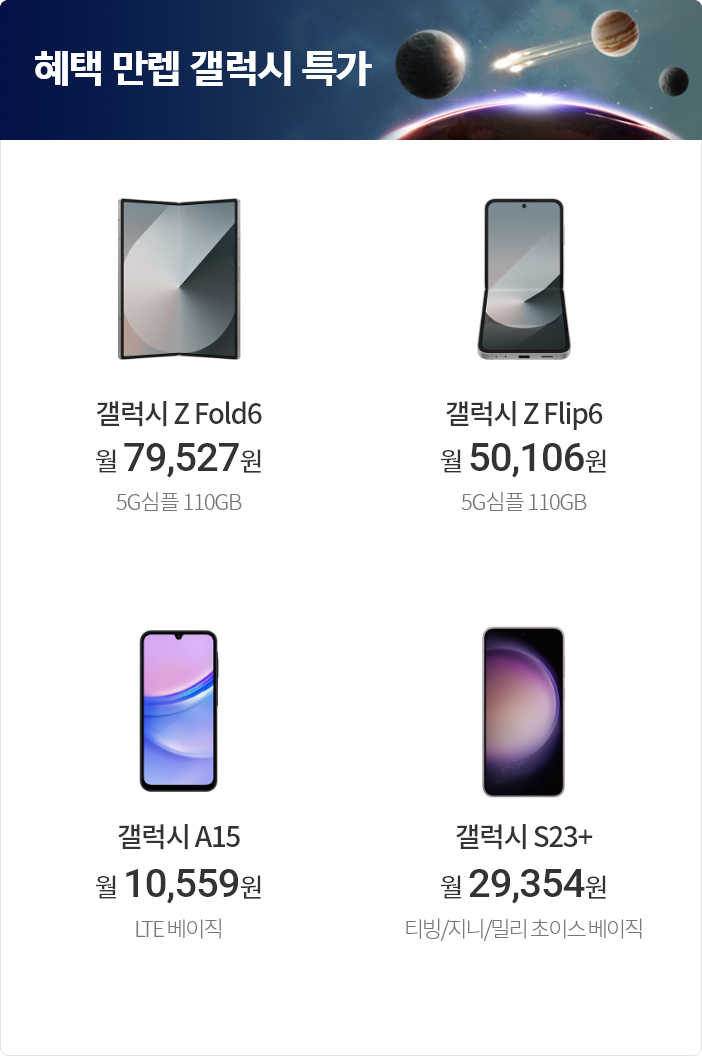 혜택 만렙 갤럭시 특가
갤럭시 Z Fold6
월 79,527원
5G심플 110GB
갤럭시 Z Flip6
월 50,106원
5G심플 110GB
갤럭시 A15
월 10,559원
LTE 베이직
갤럭시 S23+
월 29,354원
티빙/지니/밀리 초이스 베이직